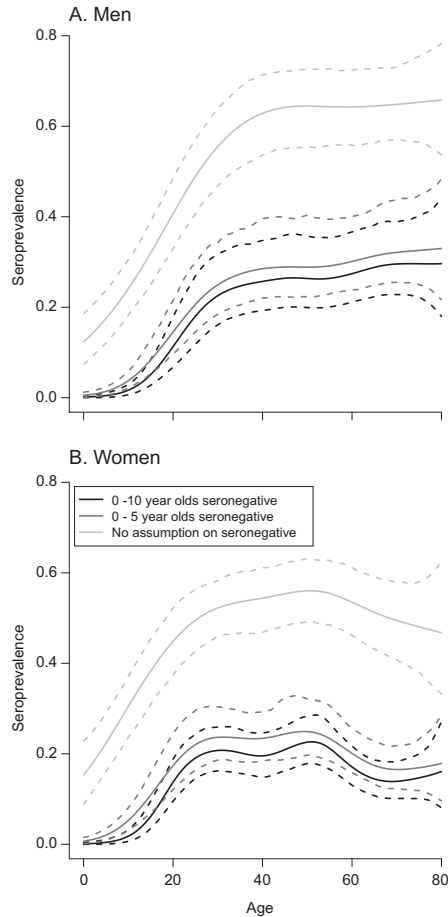 A. Men
0.8
0.6
0.4
0.2
0.0
Seroprevalence
B. Women
0.8
0.6
0.4
0.2
0.0
Seroprevalence
0 -10 year olds seronegative
0 - 5 year olds seronegative
No assumption on seronegative
0 20 40 60 80
Age